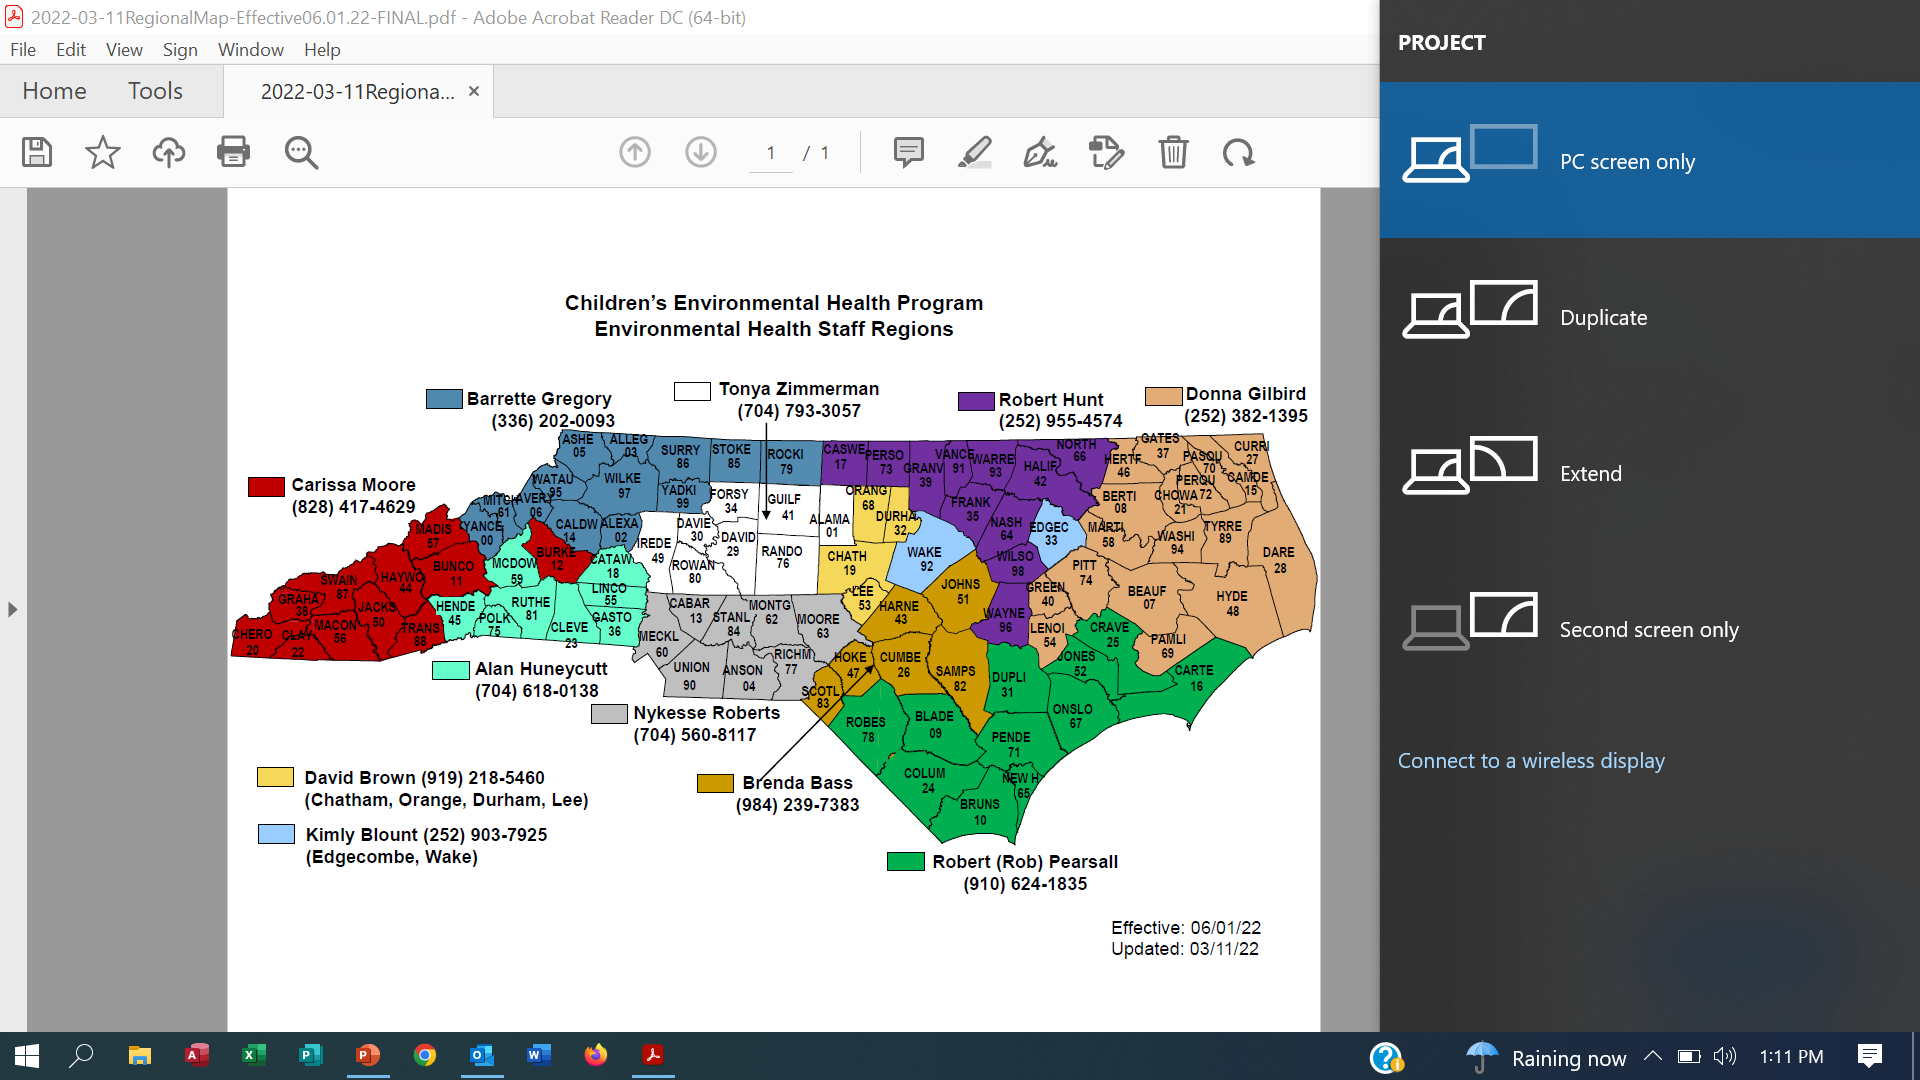 2022-03-11RegionalMap-Effective06.01.22-FINAL.pdf - Adobe Acrobat Reader DC (64-bit)
File Edit View Sign Window Help
Home Tools 2022-03-11Regiona... ×
1 / 1
Children's Environmental Health Program
Environmental Health Staff Regions
Barrette Gregory
(336) 202-0093
Tonya Zimmerman
(704) 793-3057
Robert Hunt
(252) 955-4574
Donna Gilbird
(252) 382-1395
Carissa Moore
(828) 417-4629
ASHE
05
ALLEG
03
SURRY
86
STOKE
85
ROCKI
79
CASWE
17
PERSO
73
GRANV
39
VANCE
91
WARRE
93
HALIF
42
NORTH
66
HERTF
46
GATES
37
PASQU
70
CURRI
27
CAMDE
15
PERQU
72
CHOWA
21
BERTI
08
WATAU
95
WILKE
97
YADKI
99
FORSY
34
GUILF
41
ALAMA
01
ORANG
68
DURHA
32
FRANK
35
NASH
64
EDGEC
33
MARTI
58
WASHI
94
TYRRE
89
DARE
28
MITCH
61
AVERY
06
YANCE
00
CALDW
14
ALEXA
02
IREDE
49
DAVIE
30
DAVID
29
RANDO
76
CHATH
19
WAKE
92
WILSO
98
PITT
74
BEAUF
07
HYDE
48
MADIS
57
BUNCO
11
MCDOW
59
BURKE
12
CATAW
18
ROWAN
80
LEE
53
JOHNS
51
GREEN
40
SWAIN
87
HAYWO
44
GRAHA
38
JACKS
50
HENDE
45
RUTHE
81
POLK
75
LINCO
55
GASTO
36
CLEVE
23
CABAR
13
STANL
84
MONTG
62
MOORE
63
HARNE
43
WAYNE
96
LENOI
54
CRAVE
25
PAMLI
69
CHERO
20
CLAY
22
MACON
56
TRANS
88
MECKL
60
UNION
90
ANSON
04
RICHM
77
HOKE
47
CUMBE
26
SAMPS
82
DUPLI
31
JONES
52
CARTE
16
SCOTL
83
ROBES
78
BLADE
09
PENDE
71
ONSLO
67
COLUM
24
NEW H
65
BRUNS
10
Alan Huneycutt
(704) 618-0138
Nykesse Roberts
(704) 560-8117
David Brown (919) 218-5460
(Chatham, Orange, Durham, Lee)
Brenda Bass
(984) 239-7383
Kimly Blount (252) 903-7925
(Edgecombe, Wake)
Robert (Rob) Pearsall
(910) 624-1835
Effective: 06/01/22
Updated: 03/11/22
PROJECT
PC screen only
Duplicate
Extend
Second screen only
Connect to a wireless display
Raining now 1:11 PM